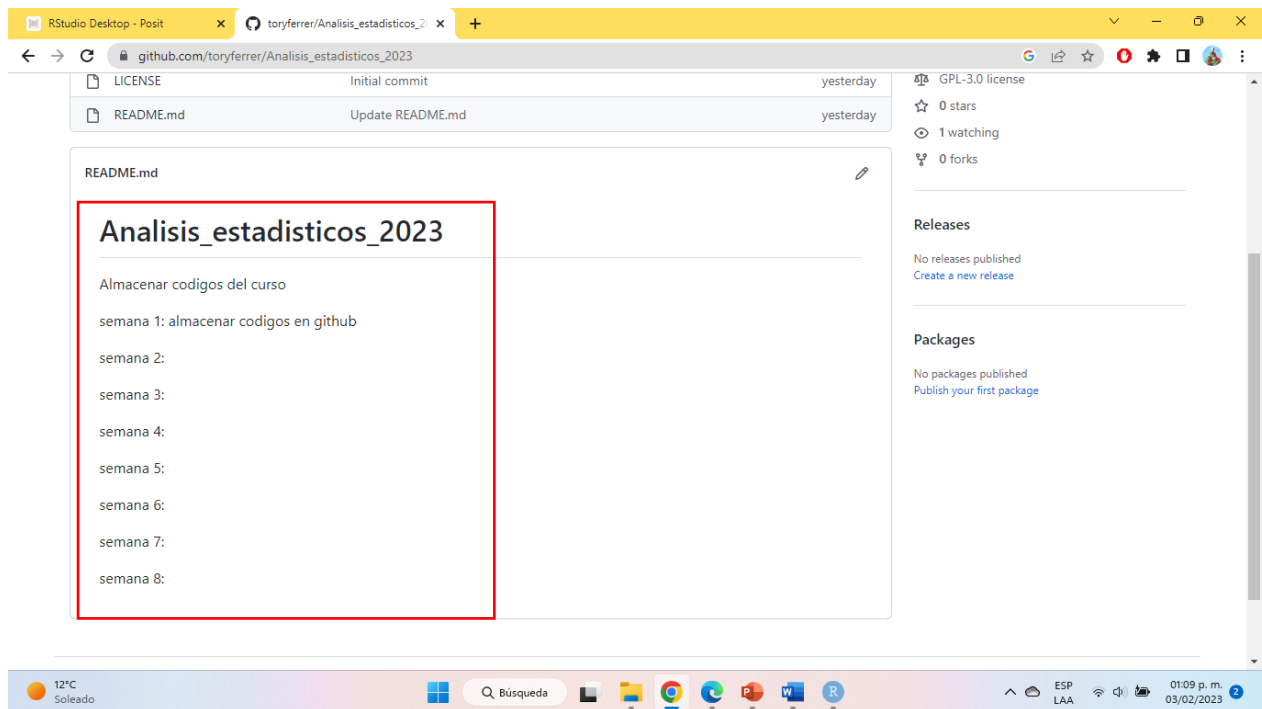 RStudio Desktop - Posit
toryferrer/Analisis_estadisticos_2
github.com/toryferrer/Analisis_estadisticos_2023
LICENSE Initial commit yesterday
README.md Update README.md yesterday
GPL-3.0 license
0 stars
1 watching
0 forks
README.md
Analisis_estadisticos_2023
Almacenar codigos del curso
semana 1: almacenar codigos en github
semana 2:
semana 3:
semana 4:
semana 5:
semana 6:
semana 7:
semana 8:
Releases
No releases published
Create a new release
Packages
No packages published
Publish your first package
12°C
Soleado
Búsqueda
ESP
LAA
01:09 p. m.
03/02/2023
2